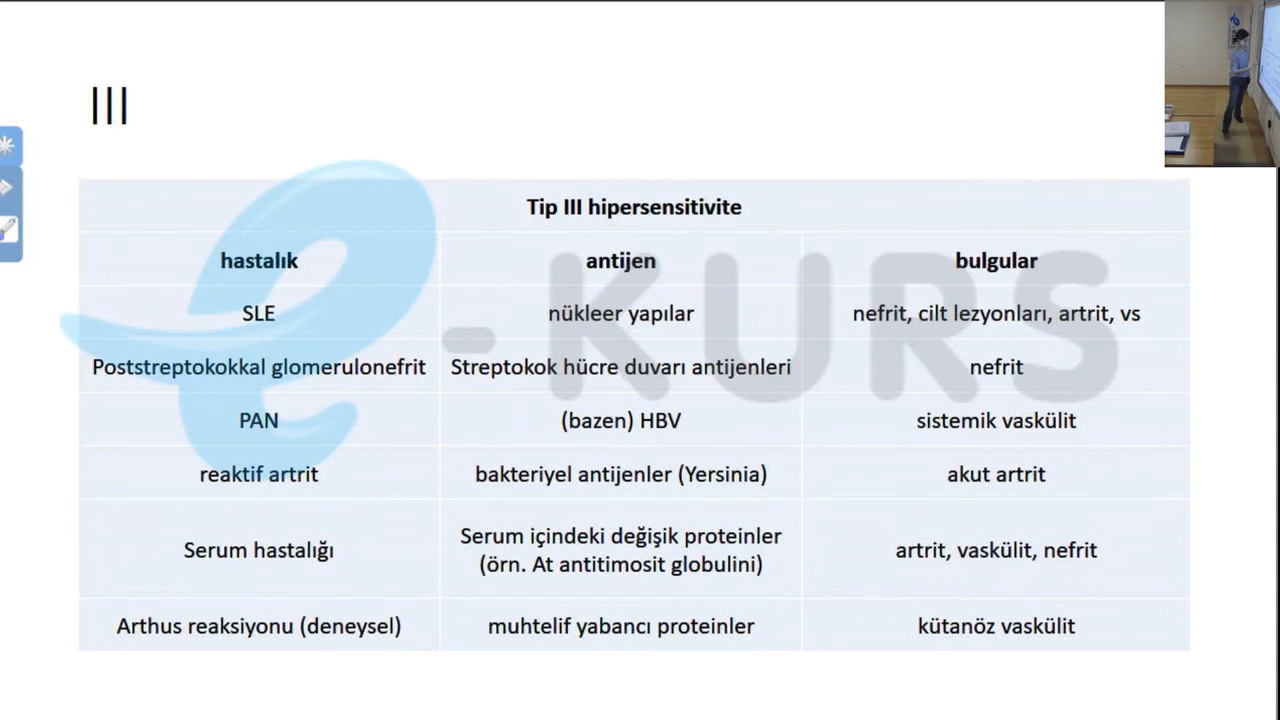 III
Tip III hipersensitivite
hastalık antijen bulgular
SLE nükleer yapılar nefrit, cilt lezyonları, artrit, vs
Poststreptokokkal glomerulonefrit Streptokok hücre duvarı antijenleri nefrit
PAN (bazen) HBV sistemik vaskülit
reaktif artrit bakteriyel antijenler (Yersinia) akut artrit
Serum hastalığı Serum içindeki değişik proteinler artrit, vaskülit, nefrit
(örn. At antitimosit globulini)
Arthus reaksiyonu (deneysel) muhtelif yabancı proteinler kütanöz vaskülit
e-KURS